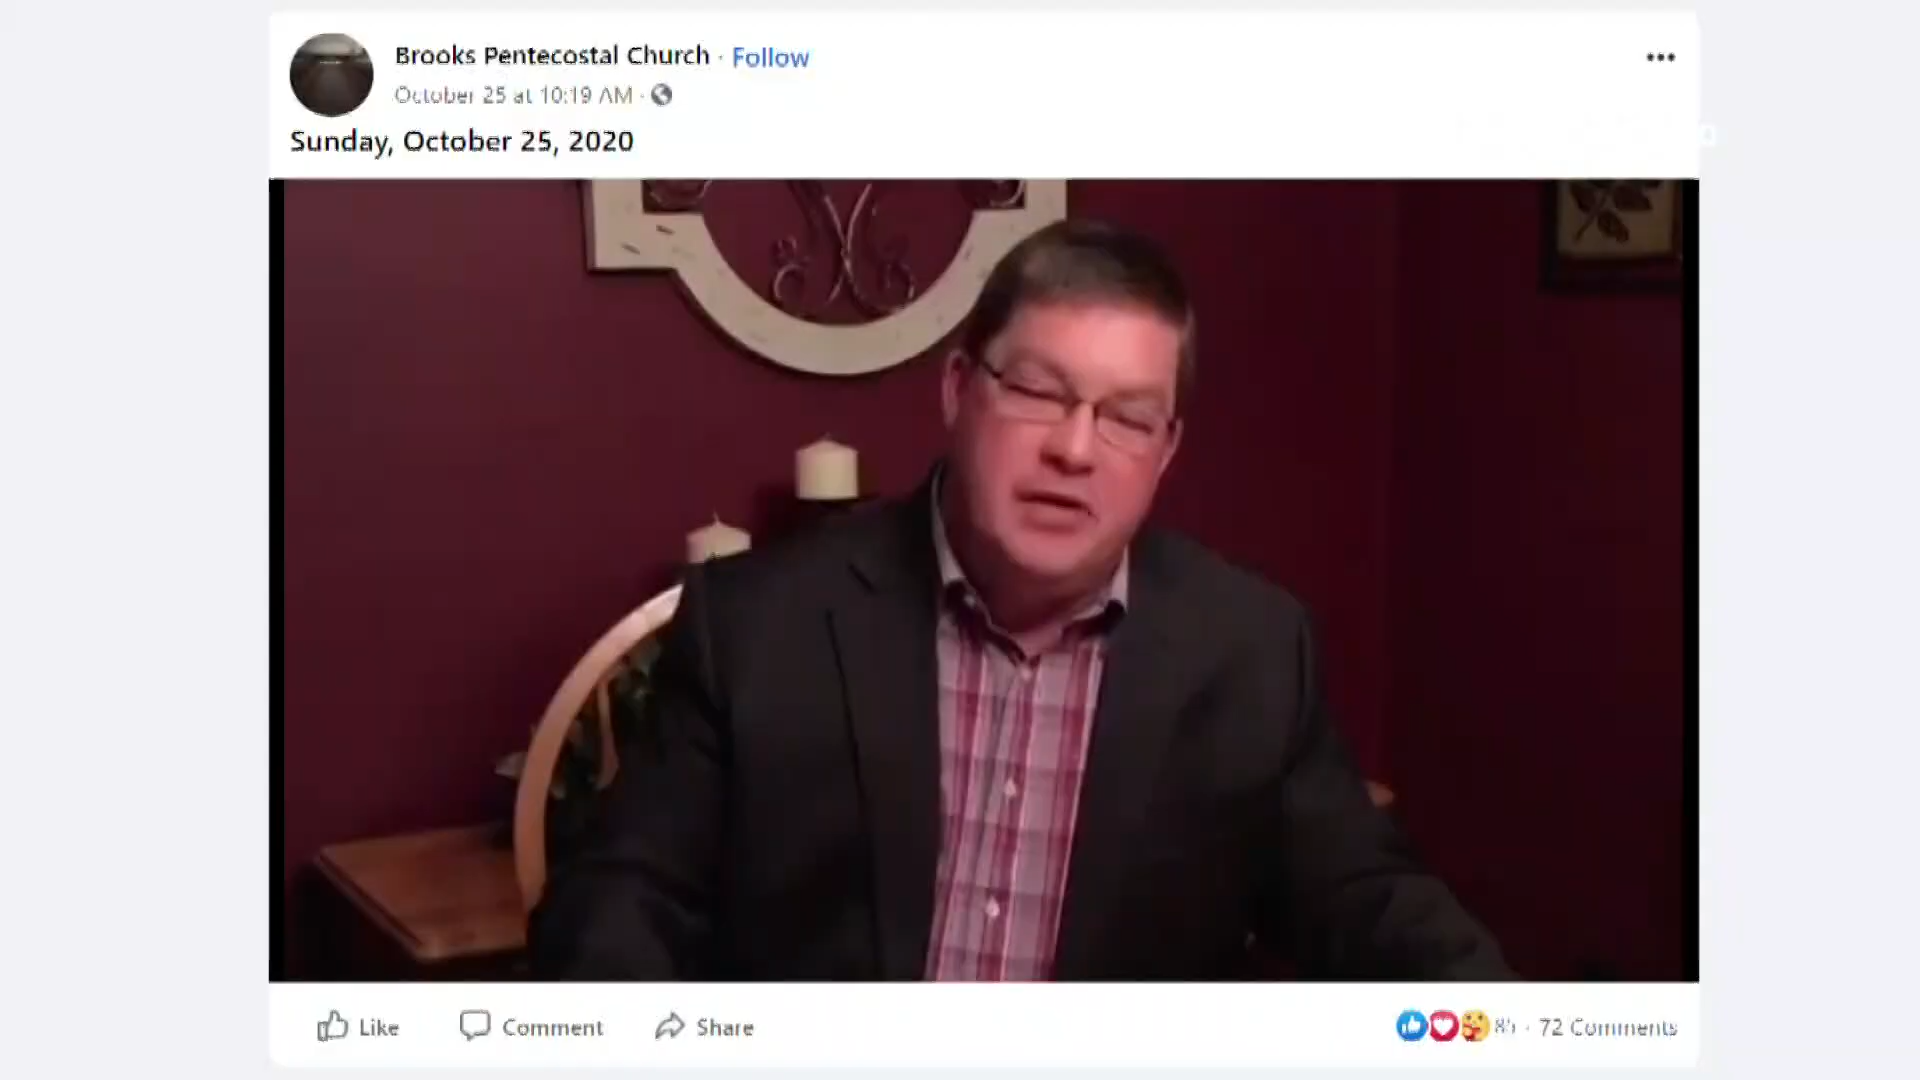 Brooks Pentecostal Church · Follow
October 25 at 10:19 AM ·
Sunday, October 25, 2020
Like Comment Share 72 Comments